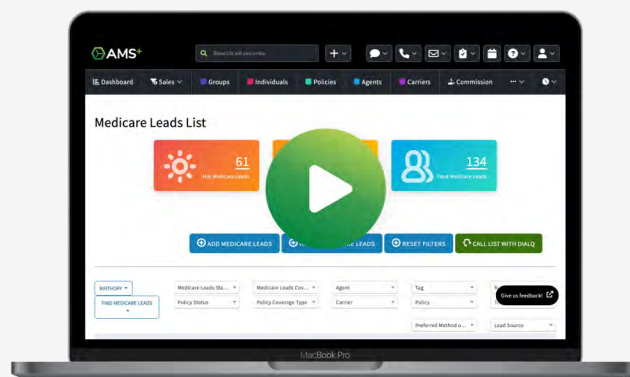 AMS+
Search all records
Dashboard Sales Groups Individuals Policies Agents Carriers Commission
Medicare Leads List
61
Hot Medicare Leads
134
Total Medicare Leads
ADD MEDICARE LEADS
LEADS
RESET FILTERS
CALL LIST WITH DIALQ
BIRTHDAY
Medicare Leads Sta... Medicare Leads Cov... Agent Tag
FIND MEDICARE LEADS
Policy Status Policy Coverage Type Carrier Policy
Give us feedback!
Preferred Method o... Lead Source
MacBook Pro